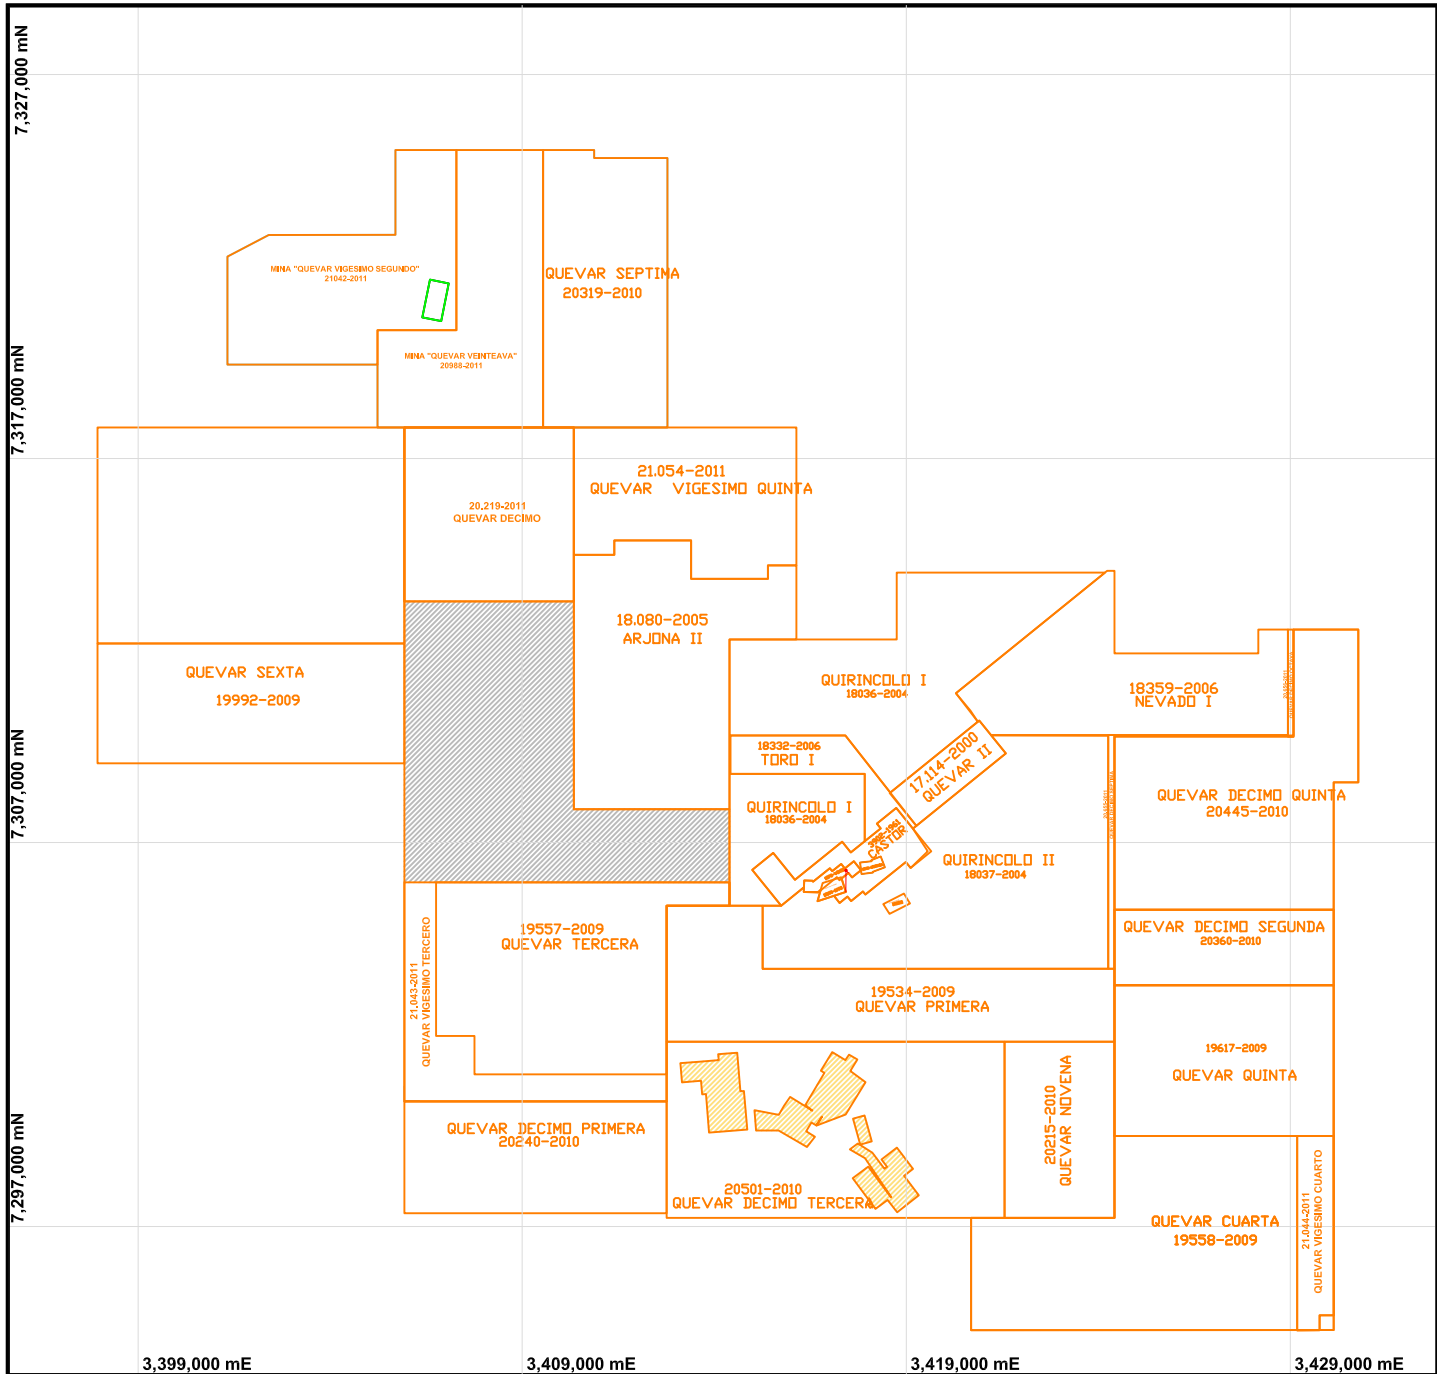 7,327,000 mN
MINA "QUEVAR VIGESIMO SEGUNDO"
21042-2011
QUEVAR SEPTIMA
20319-2010
MINA "QUEVAR VEINTEAVA"
20988-2011
7,317,000 mN
21.054-2011
QUEVAR VIGESIMO QUINTA
20.219-2011
QUEVAR DECIMO
18.080-2005
ARJONA II
QUEVAR SEXTA
19992-2009
QUIRINCOLO I
18036-2004
18359-2006
NEVADO I
7,307,000 mN
18332-2006
TORO I
17.114-2000
QUEVAR II
QUIRINCOLO I
18036-2004
3902-1961
CASTOR
QUEVAR DECIMO QUINTA
20445-2010
QUIRINCOLO II
18037-2004
19557-2009
QUEVAR TERCERA
21.043-2011
QUEVAR VIGESIMO TERCERO
QUEVAR DECIMO SEGUNDA
20360-2010
19534-2009
QUEVAR PRIMERA
19617-2009
QUEVAR QUINTA
QUEVAR DECIMO PRIMERA
20240-2010
20215-2010
QUEVAR NOVENA
7,297,000 mN
20501-2010
QUEVAR DECIMO TERCERA
QUEVAR CUARTA
19558-2009
21.044-2011
QUEVAR VIGESIMO CUARTO
3,399,000 mE
3,409,000 mE
3,419,000 mE
3,429,000 mE